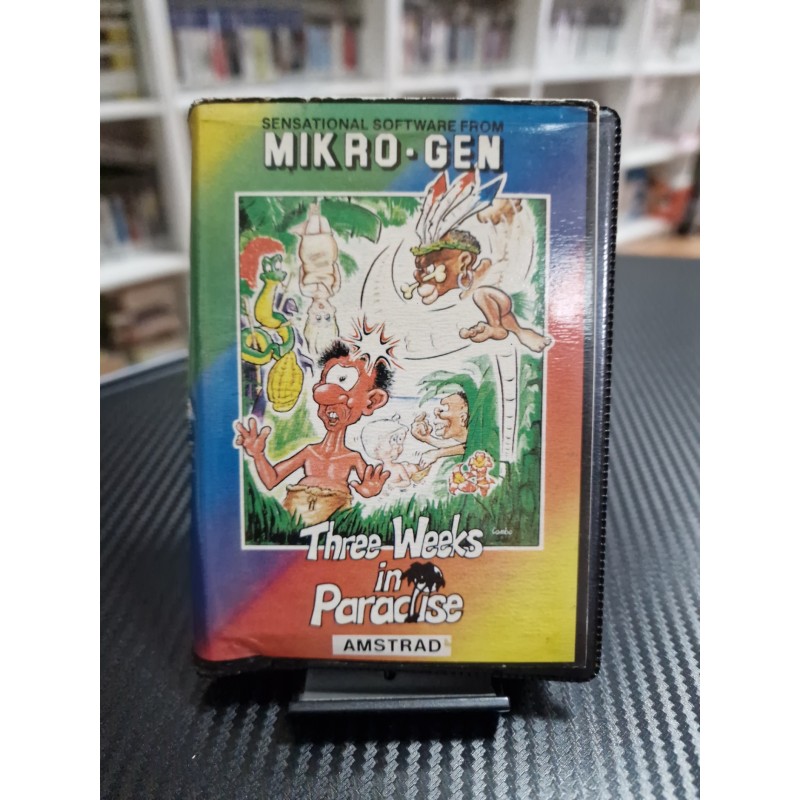 SENSATIONAL SOFTWARE FROM
MIKRO-GEN
Three Weeks
in
Paradise
AMSTRAD